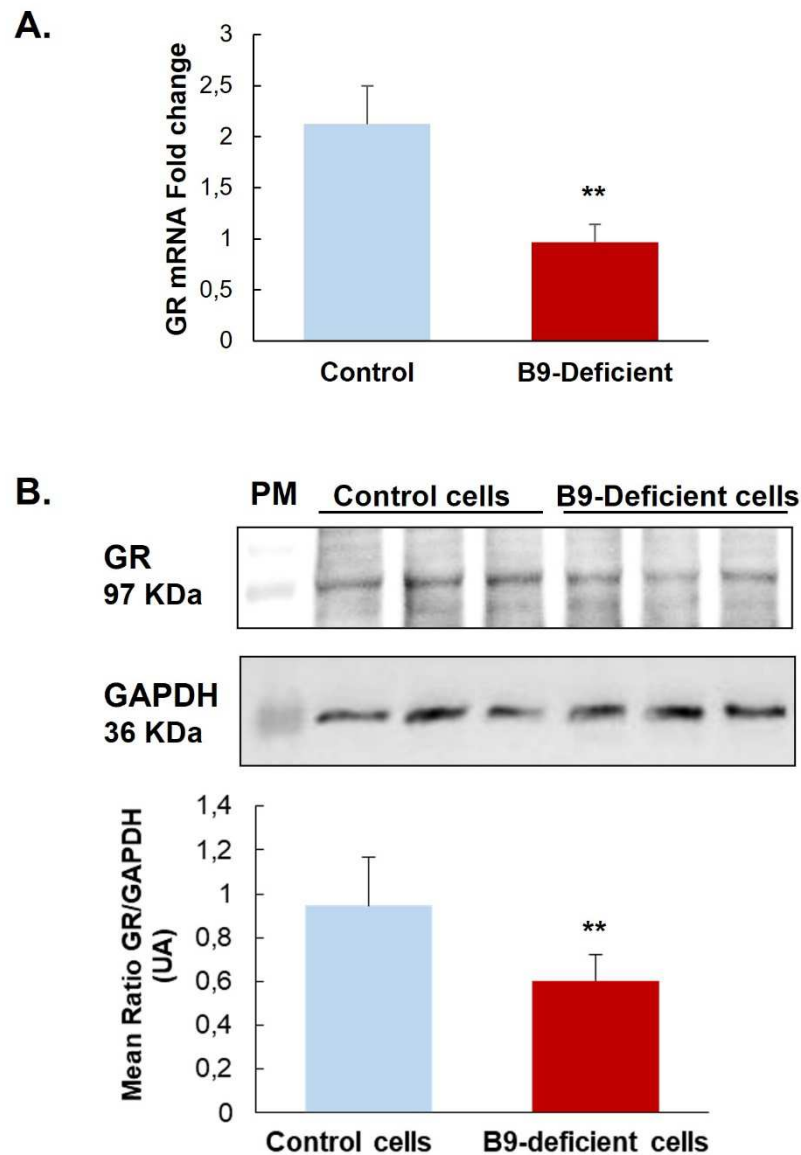 A.
GR mRNA Fold change
3
2,5
2
1,5
1
0,5
0
**
Control
B9-Deficient
B.
PM
Control cells
B9-Deficient cells
GR
97 KDa
GAPDH
36 KDa
Mean Ratio GR/GAPDH
(UA)
1,4
1,2
1
0,8
0,6
0,4
0,2
0
**
Control cells
B9-deficient cells